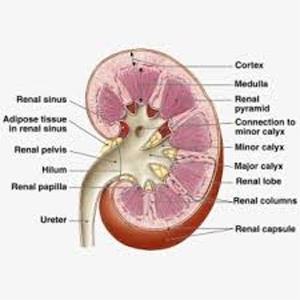 Renal sinus
Adipose tissue
in renal sinus
Renal pelvis
Hilum
Renal papilla
Ureter
Cortex
Medulla
Renal
pyramid
Connection to
minor calyx
Minor calyx
Major calyx
Renal lobe
Renal columns
Renal capsule